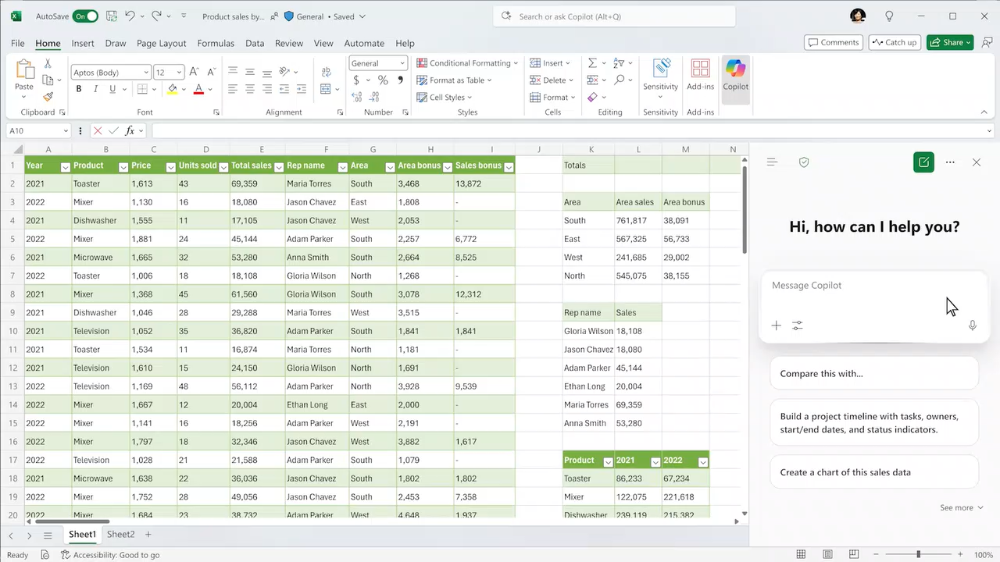 AutoSave On Product sales by... General • Saved Search or ask Copilot (Alt+Q)
File Home Insert Draw Page Layout Formulas Data Review View Automate Help Comments Catch up Share
Paste Aptos (Body) 12 General Conditional Formatting Insert Sensitivity Add-ins Copilot
$ % Format as Table Delete
B I U A Cell Styles Format
Clipboard Font Alignment Number Styles Cells Editing Sensitivity Add-ins
A10 fx
A B C D E F G H I J K L M N
1 Year Product Price Units sold Total sales Rep name Area Area bonus Sales bonus Totals
2 2021 Toaster 1,613 43 69,359 Maria Torres South 3,468 13,872
3 2022 Mixer 1,130 16 18,080 Jason Chavez East 1,808 - Area Area sales Area bonus
4 2021 Dishwasher 1,555 11 17,105 Jason Chavez West 2,053 - South 761,817 38,091
5 2022 Mixer 1,881 24 45,144 Adam Parker South 2,257 6,772 East 567,325 56,733
6 2021 Microwave 1,665 32 53,280 Anna Smith South 2,664 8,525 West 241,685 29,002
7 2022 Toaster 1,006 18 18,108 Gloria Wilson North 1,268 - North 545,075 38,155
8 2021 Mixer 1,368 45 61,560 Gloria Wilson South 3,078 12,312
9 2021 Dishwasher 1,046 28 29,288 Maria Torres West 3,515 - Rep name Sales
10 2021 Television 1,052 35 36,820 Adam Parker South 1,841 1,841 Gloria Wilson 18,108
11 2021 Toaster 1,534 11 16,874 Maria Torres North 1,181 - Jason Chavez 18,080
12 2021 Television 1,610 15 24,150 Gloria Wilson North 1,691 - Adam Parker 45,144
13 2022 Television 1,169 48 56,112 Adam Parker North 3,928 9,539 Ethan Long 20,004
14 2022 Mixer 1,667 12 20,004 Ethan Long East 2,000 - Maria Torres 69,359
15 2022 Mixer 1,141 16 18,256 Adam Parker West 2,191 - Anna Smith 53,280
16 2022 Mixer 1,797 18 32,346 Jason Chavez West 3,882 1,617
17 2022 Television 1,028 21 21,588 Adam Parker South 1,079 - Product 2021 2022
18 2021 Microwave 1,638 22 36,036 Jason Chavez South 1,802 1,802 Toaster 86,233 67,234
19 2022 Mixer 1,752 28 49,056 Jason Chavez South 2,453 7,358 Mixer 122,075 221,618
20 2022 Mixer 1,684 23 38,732 Adam Parker West 4,648 1,937 Dishwasher 239,119 215,382
Sheet1 Sheet2
Ready Accessibility: Good to go 100%
Hi, how can I help you?
Message Copilot
Compare this with...
Build a project timeline with tasks, owners,
start/end dates, and status indicators.
Create a chart of this sales data
See more